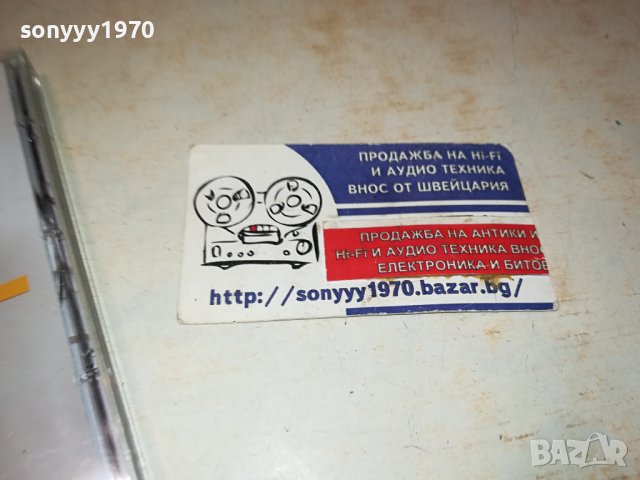 sonyyy1970
ПРОДАЖБА НА Hi-Fi
И АУДИО ТЕХНИКА
ВНОС ОТ ШВЕЙЦАРИЯ
ПРОДАЖБА НА АНТИКИ И
Hi-Fi И АУДИО ТЕХНИКА ВНОС
ЕЛЕКТРОНИКА И БИТОВ
http://sonyyy1970.bazar.bg/
BAZAR.bg